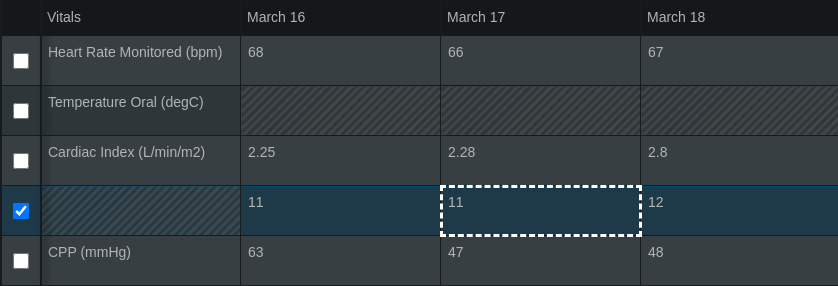 Vitals March 16 March 17 March 18
Heart Rate Monitored (bpm) 68 66 67
Temperature Oral (degC)
Cardiac Index (L/min/m2) 2.25 2.28 2.8
11 11 12
CPP (mmHg) 63 47 48